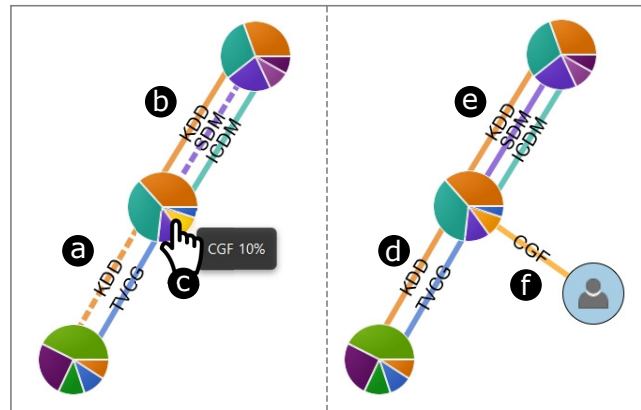 b
KDD
SDM
ICDM
a
KDD
TVCG
c
CGF 10%
e
KDD
SDM
ICDM
d
KDD
TVCG
CGF
f